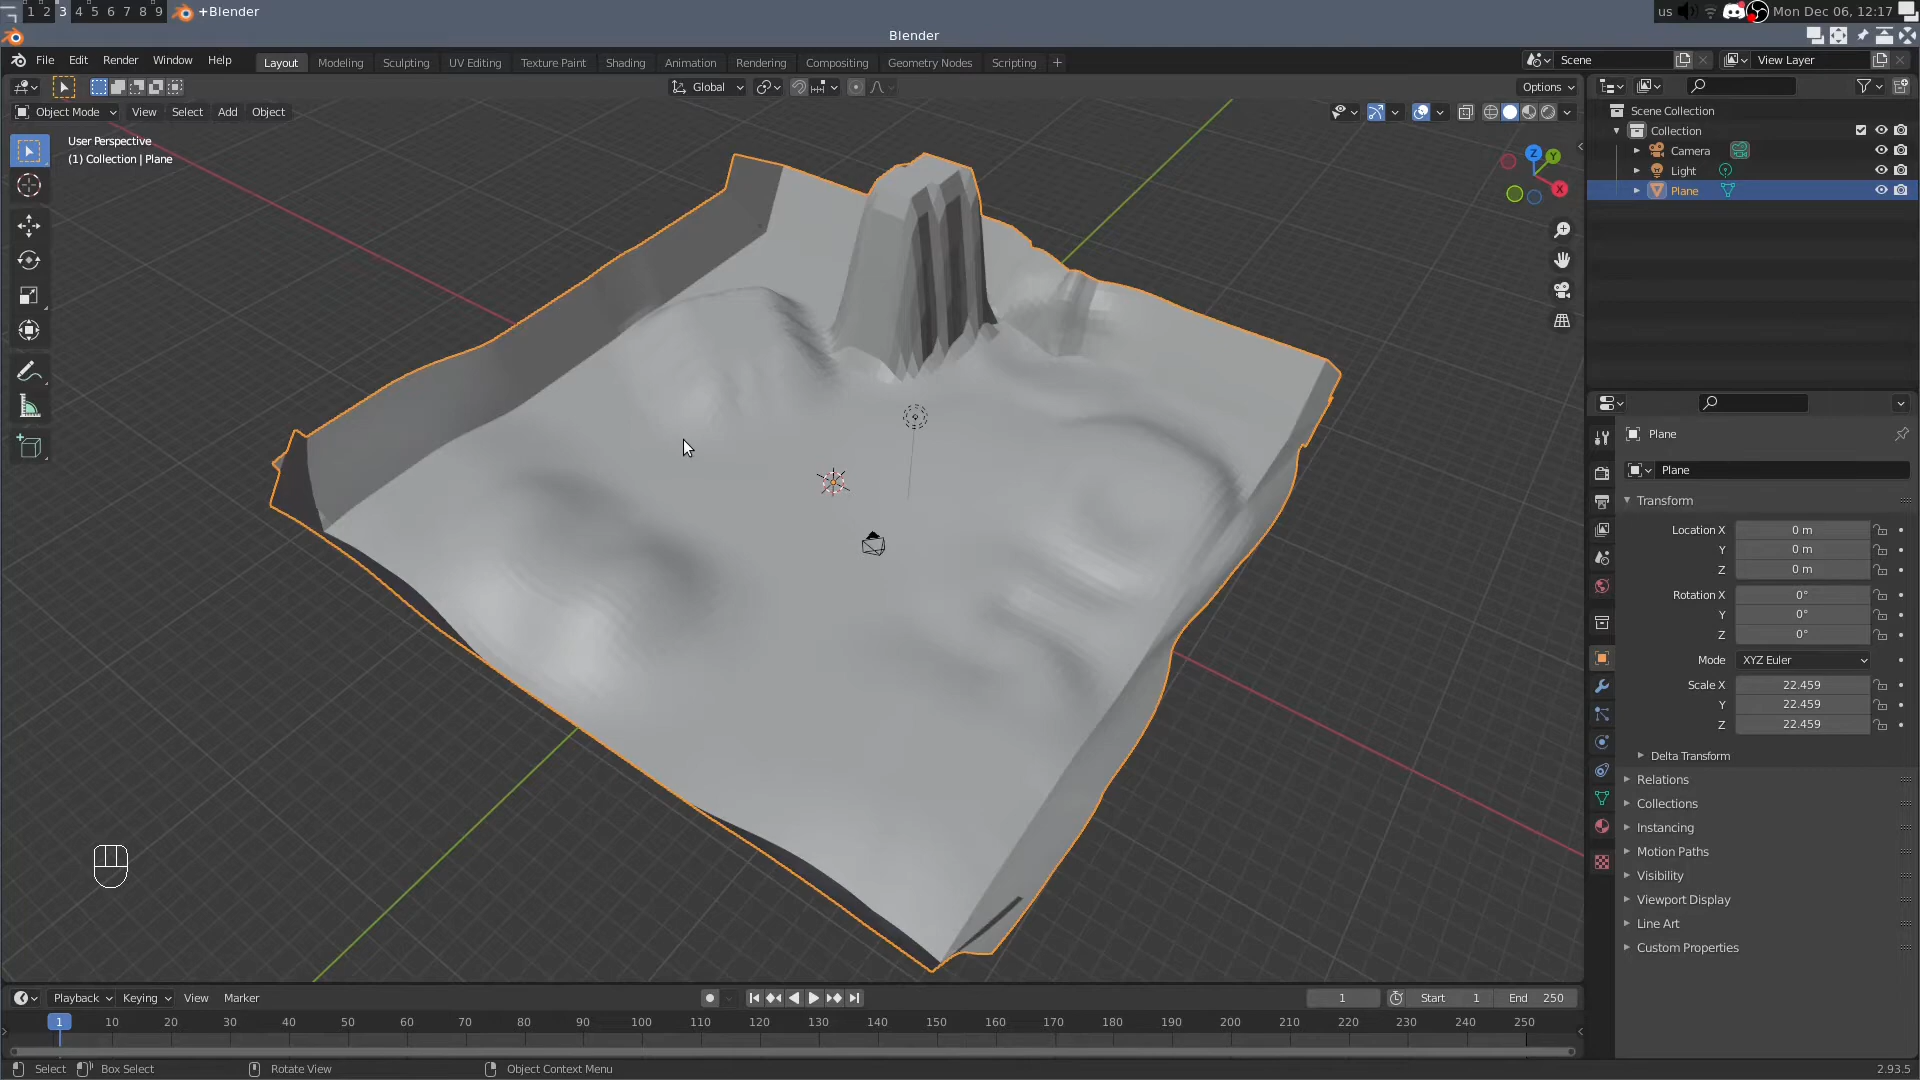 1 2 3 4 5 6 7 8 9 +Blender us Mon Dec 06, 12:17
Blender
File Edit Render Window Help Layout Modeling Sculpting UV Editing Texture Paint Shading Animation Rendering Compositing Geometry Nodes Scripting + Scene View Layer
Global Options
Object Mode View Select Add Object
User Perspective
(1) Collection | Plane
Z
Y
X
Scene Collection
Collection
Camera
Light
Plane
Plane
Plane
Transform
Location X 0 m
Y 0 m
Z 0 m
Rotation X 0°
Y 0°
Z 0°
Mode XYZ Euler
Scale X 22.459
Y 22.459
Z 22.459
Delta Transform
Relations
Collections
Instancing
Motion Paths
Visibility
Viewport Display
Line Art
Custom Properties
Playback Keying View Marker 1 Start 1 End 250
1 10 20 30 40 50 60 70 80 90 100 110 120 130 140 150 160 170 180 190 200 210 220 230 240 250
Select Box Select Rotate View Object Context Menu 2.93.5